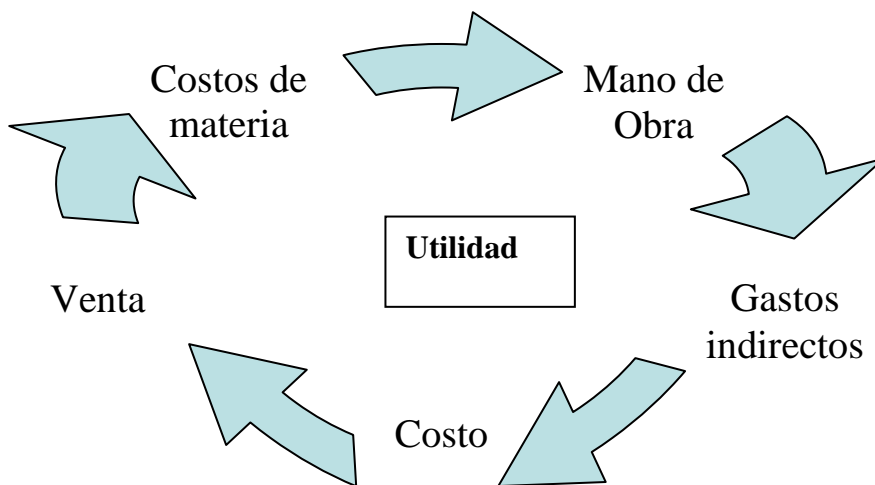 Costos de
materia
Mano de
Obra
Utilidad
Venta
Gastos
indirectos
Costo